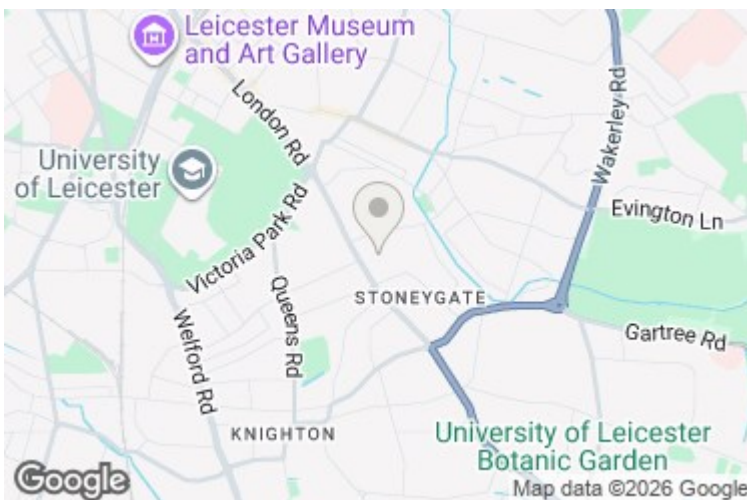 Leicester Museum
and Art Gallery
London Rd
Wakerley Rd
University
of Leicester
Evington Ln
Victoria Park Rd
Queens Rd
STONEYGATE
Welford Rd
Gartree Rd
KNIGHTON
University of Leicester
Botanic Garden
Google
Map data ©2026 Google